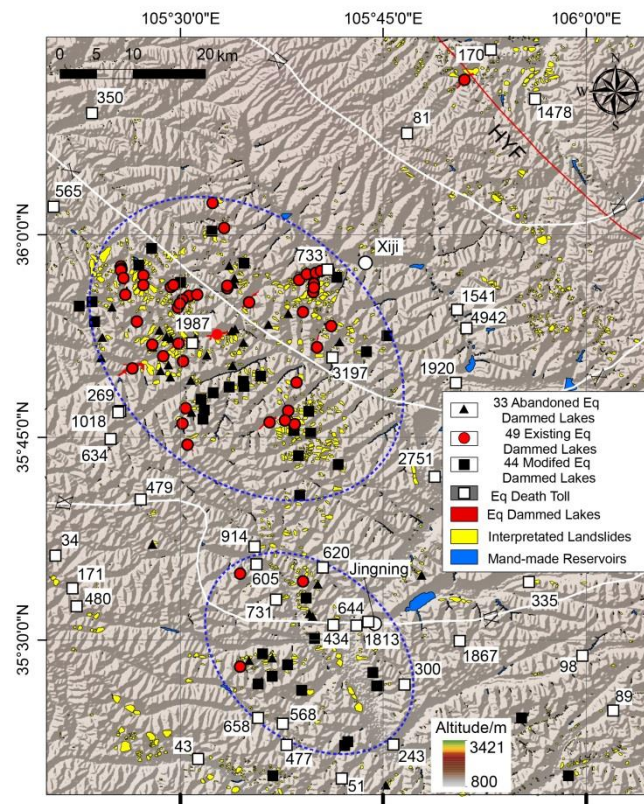 105°30'0"E 105°45'0"E 106°0'0"E
0 5 10 20
km
N
W E
S
170
350
1478
81
HYF
565
36°0'0"N
Xiji
733
1541
4942
1987
3197
1920
269
1018
634
35°45'0"N
2751
33 Abandoned Eq
Dammed Lakes
49 Existing Eq
Dammed Lakes
44 Modifed Eq
Dammed Lakes
Eq Death Toll
Eq Dammed Lakes
Interpretated Landslides
Mand-made Reservoirs
479
34
914
605
620
Jingning
171
480
731
335
644
434
1813
35°30'0"N
1867
98
300
89
658
568
43
477
243
51
Altitude/m
3421
800